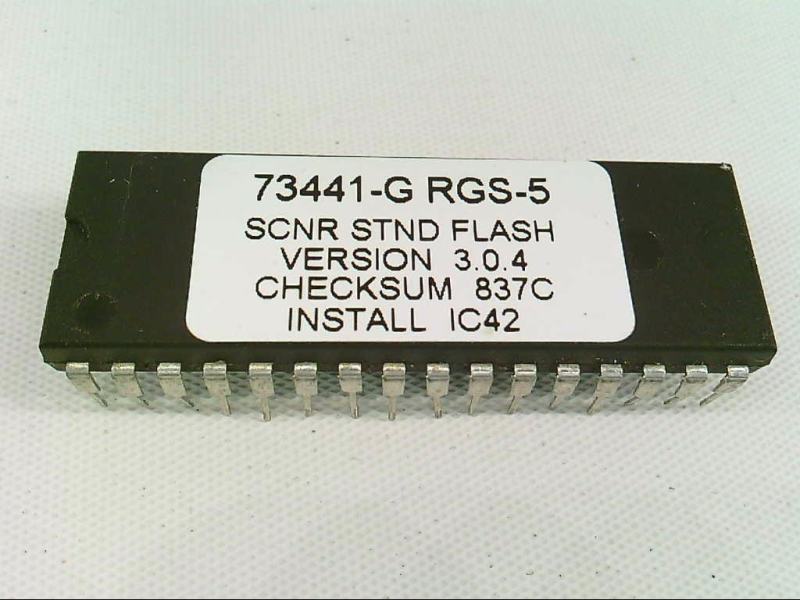 73441-G RGS-5
SCNR STND FLASH
VERSION 3.0.4
CHECKSUM 837C
INSTALL IC42